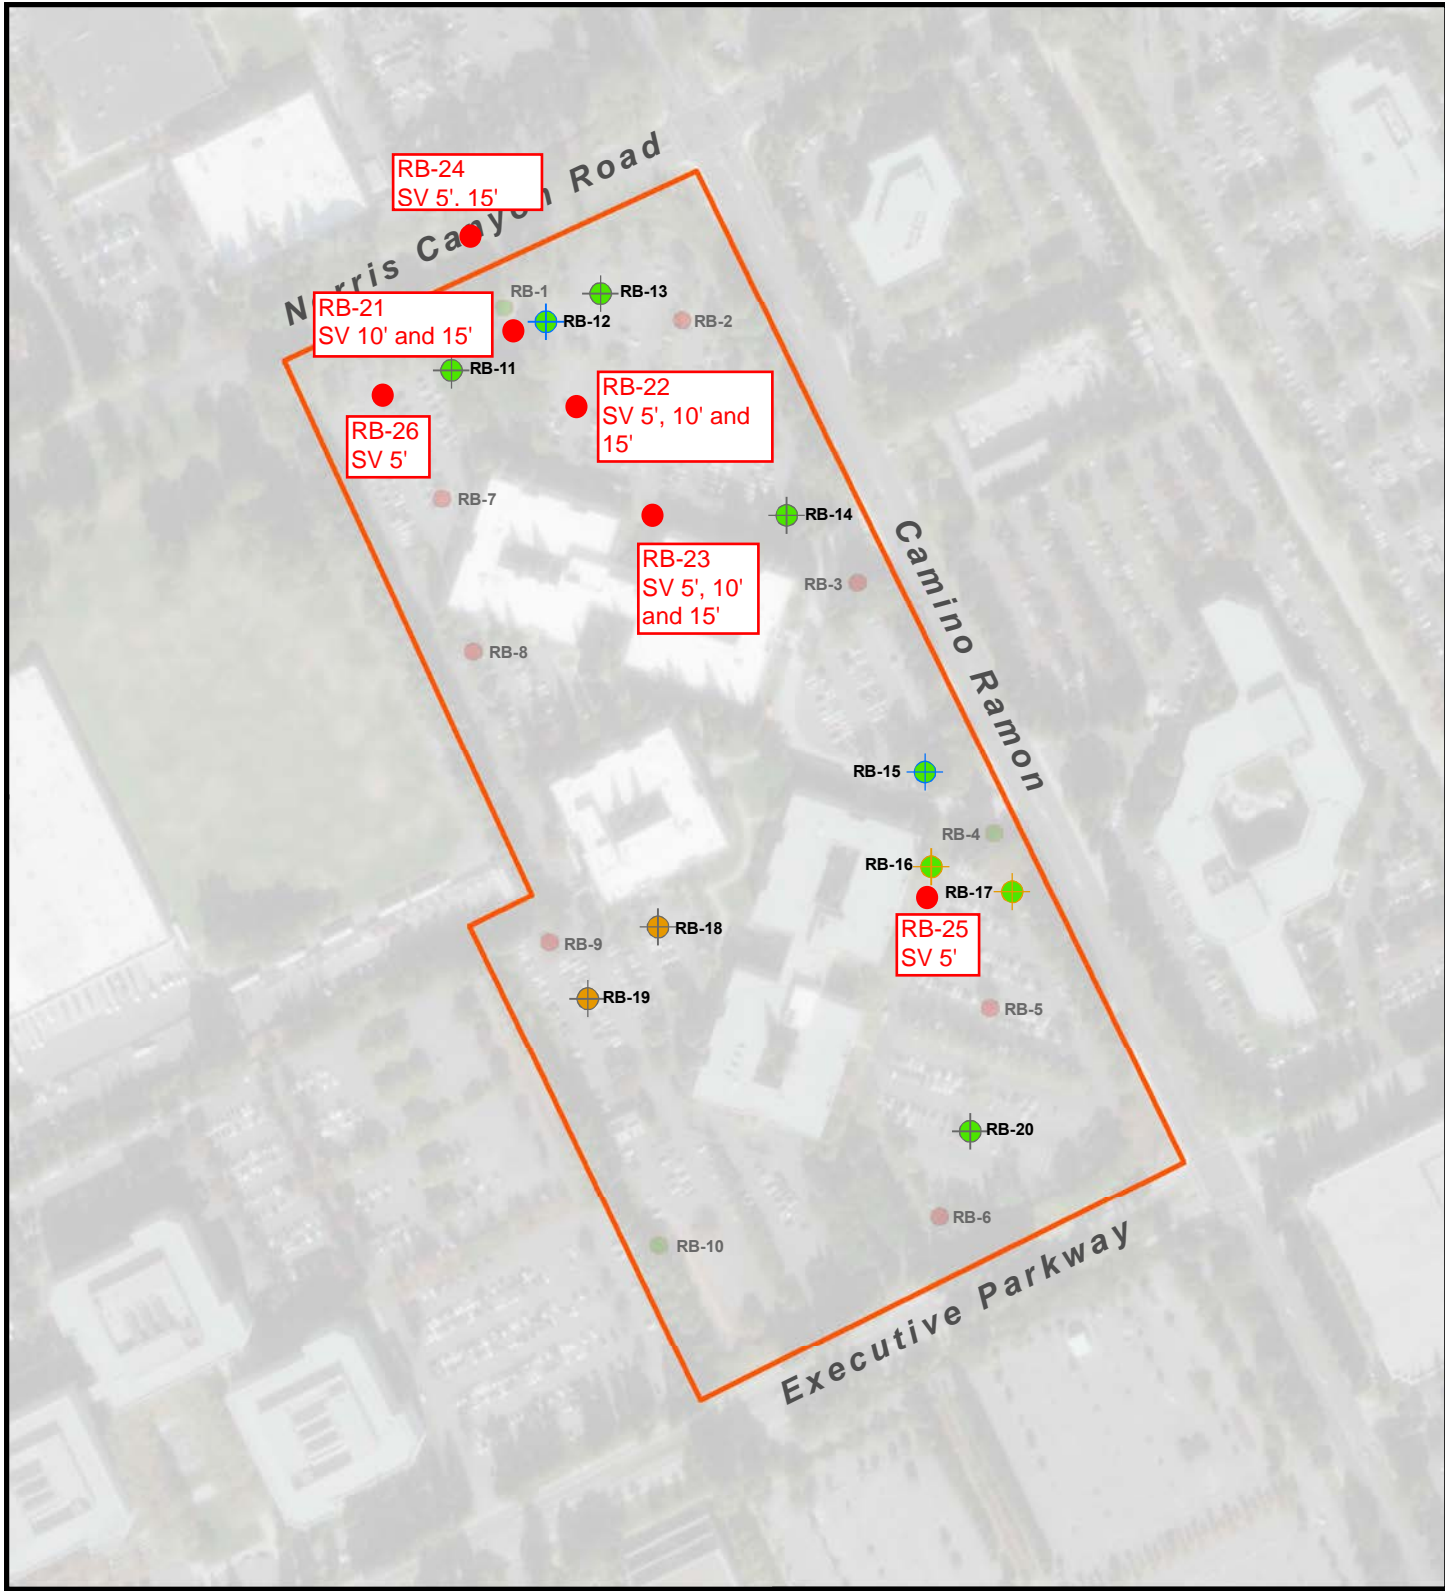 RB-24
SV 5', 15'
Norris Canyon Road
RB-1
RB-13
RB-21
SV 10' and 15'
RB-12
RB-2
RB-11
RB-22
SV 5', 10' and
15'
RB-26
SV 5'
RB-7
RB-14
RB-23
SV 5', 10'
and 15'
RB-3
Camino Ramon
RB-8
RB-15
RB-4
RB-16
RB-17
RB-25
SV 5'
RB-18
RB-9
RB-19
RB-5
RB-20
RB-6
RB-10
Executive Parkway